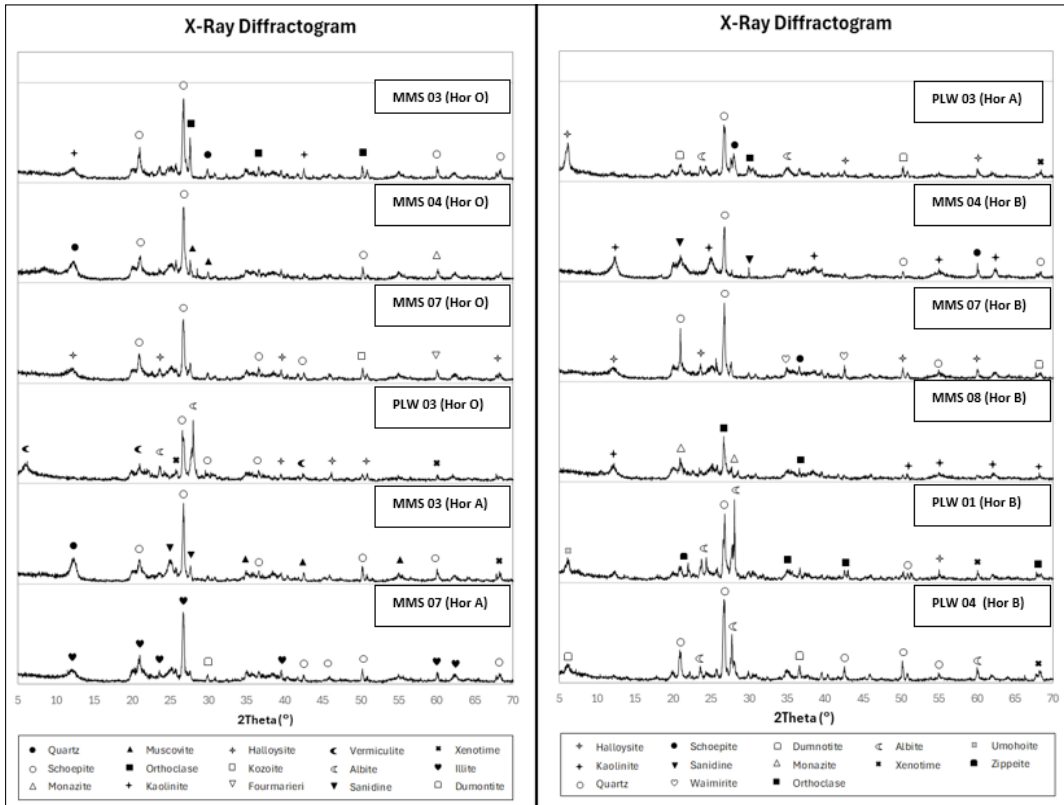 X-Ray Diffractogram
MMS 03 (Hor O)
MMS 04 (Hor O)
MMS 07 (Hor O)
PLW 03 (Hor O)
MMS 03 (Hor A)
MMS 07 (Hor A)
5 10 15 20 25 30 35 40 45 50 55 60 65 70
2Theta (°)
Quartz Muscovite Halloysite Vermiculite Xenotime
Schoepite Orthoclase Kozoite Albite Illite
Monazite Kaolinite Fourmarieri Sanidine Dumontite
X-Ray Diffractogram
PLW 03 (Hor A)
MMS 04 (Hor B)
MMS 07 (Hor B)
MMS 08 (Hor B)
PLW 01 (Hor B)
PLW 04 (Hor B)
5 10 15 20 25 30 35 40 45 50 55 60 65 70
2Theta (°)
Halloysite Schoepite Dumnotite Albite Umohoite
Kaolinite Sanidine Monazite Xenotime Zippeite
Quartz Waimirite Orthoclase